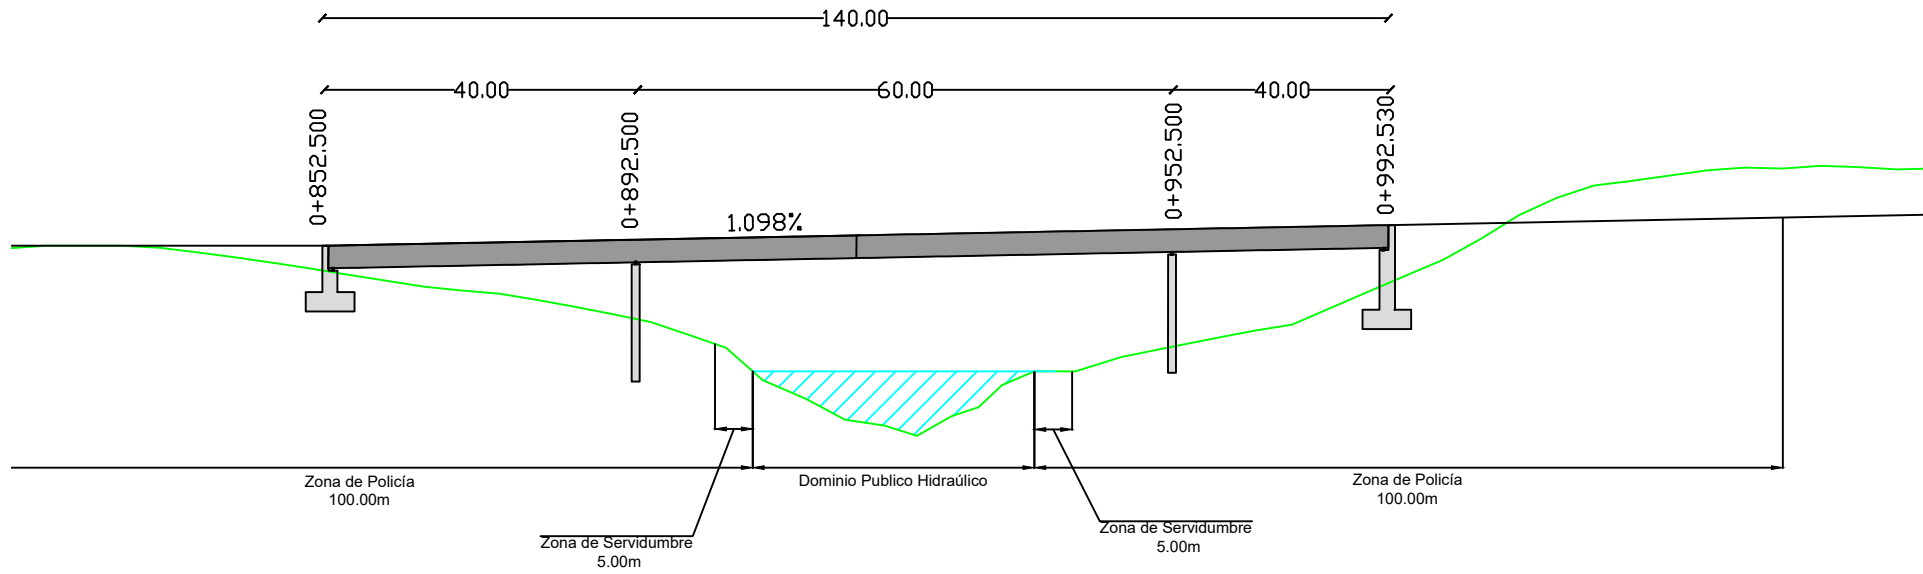 140.00
40.00
60.00
40.00
0+852.500
0+892.500
0+952.500
0+992.530
1.098%
Zona de Policía
100.00m
Dominio Publico Hidraúlico
Zona de Policía
100.00m
Zona de Servidumbre
5.00m
Zona de Servidumbre
5.00m